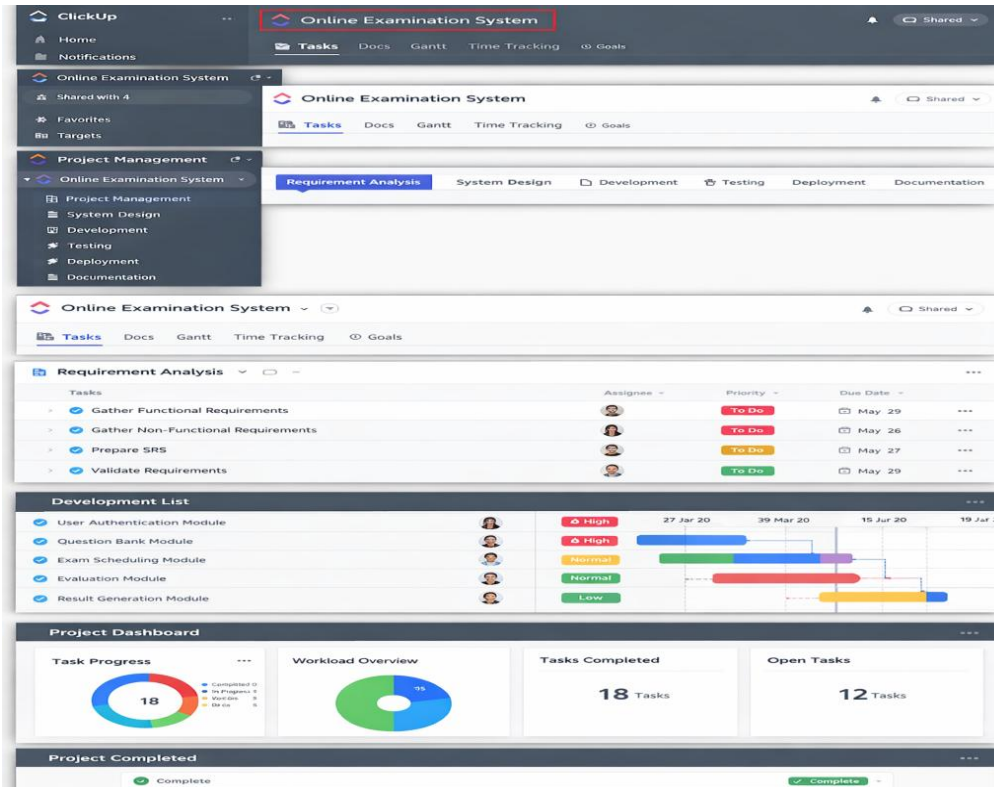 ClickUp
Home
Notifications
Online Examination System
Tasks Docs Gantt Time Tracking Goals
Shared
Online Examination System
Shared with 4
Favorites
Targets
Online Examination System
Shared
Tasks Docs Gantt Time Tracking Goals
Project Management
Online Examination System
Project Management
System Design
Development
Testing
Deployment
Documentation
Requirement Analysis System Design Development Testing Deployment Documentation
Online Examination System
Shared
Tasks Docs Gantt Time Tracking Goals
Requirement Analysis
Tasks Assignee Priority Due Date
Gather Functional Requirements To Do May 29
Gather Non-Functional Requirements To Do May 26
Prepare SRS To Do May 27
Validate Requirements To Do May 29
Development List
27 Jar 20 39 Mar 20 15 Jur 20
User Authentication Module High
Question Bank Module High
Exam Scheduling Module Normal
Evaluation Module Normal
Result Generation Module Low
Project Dashboard
Task Progress
18
Workload Overview
Tasks Completed
18 Tasks
Open Tasks
12 Tasks
Project Completed
Complete Complete